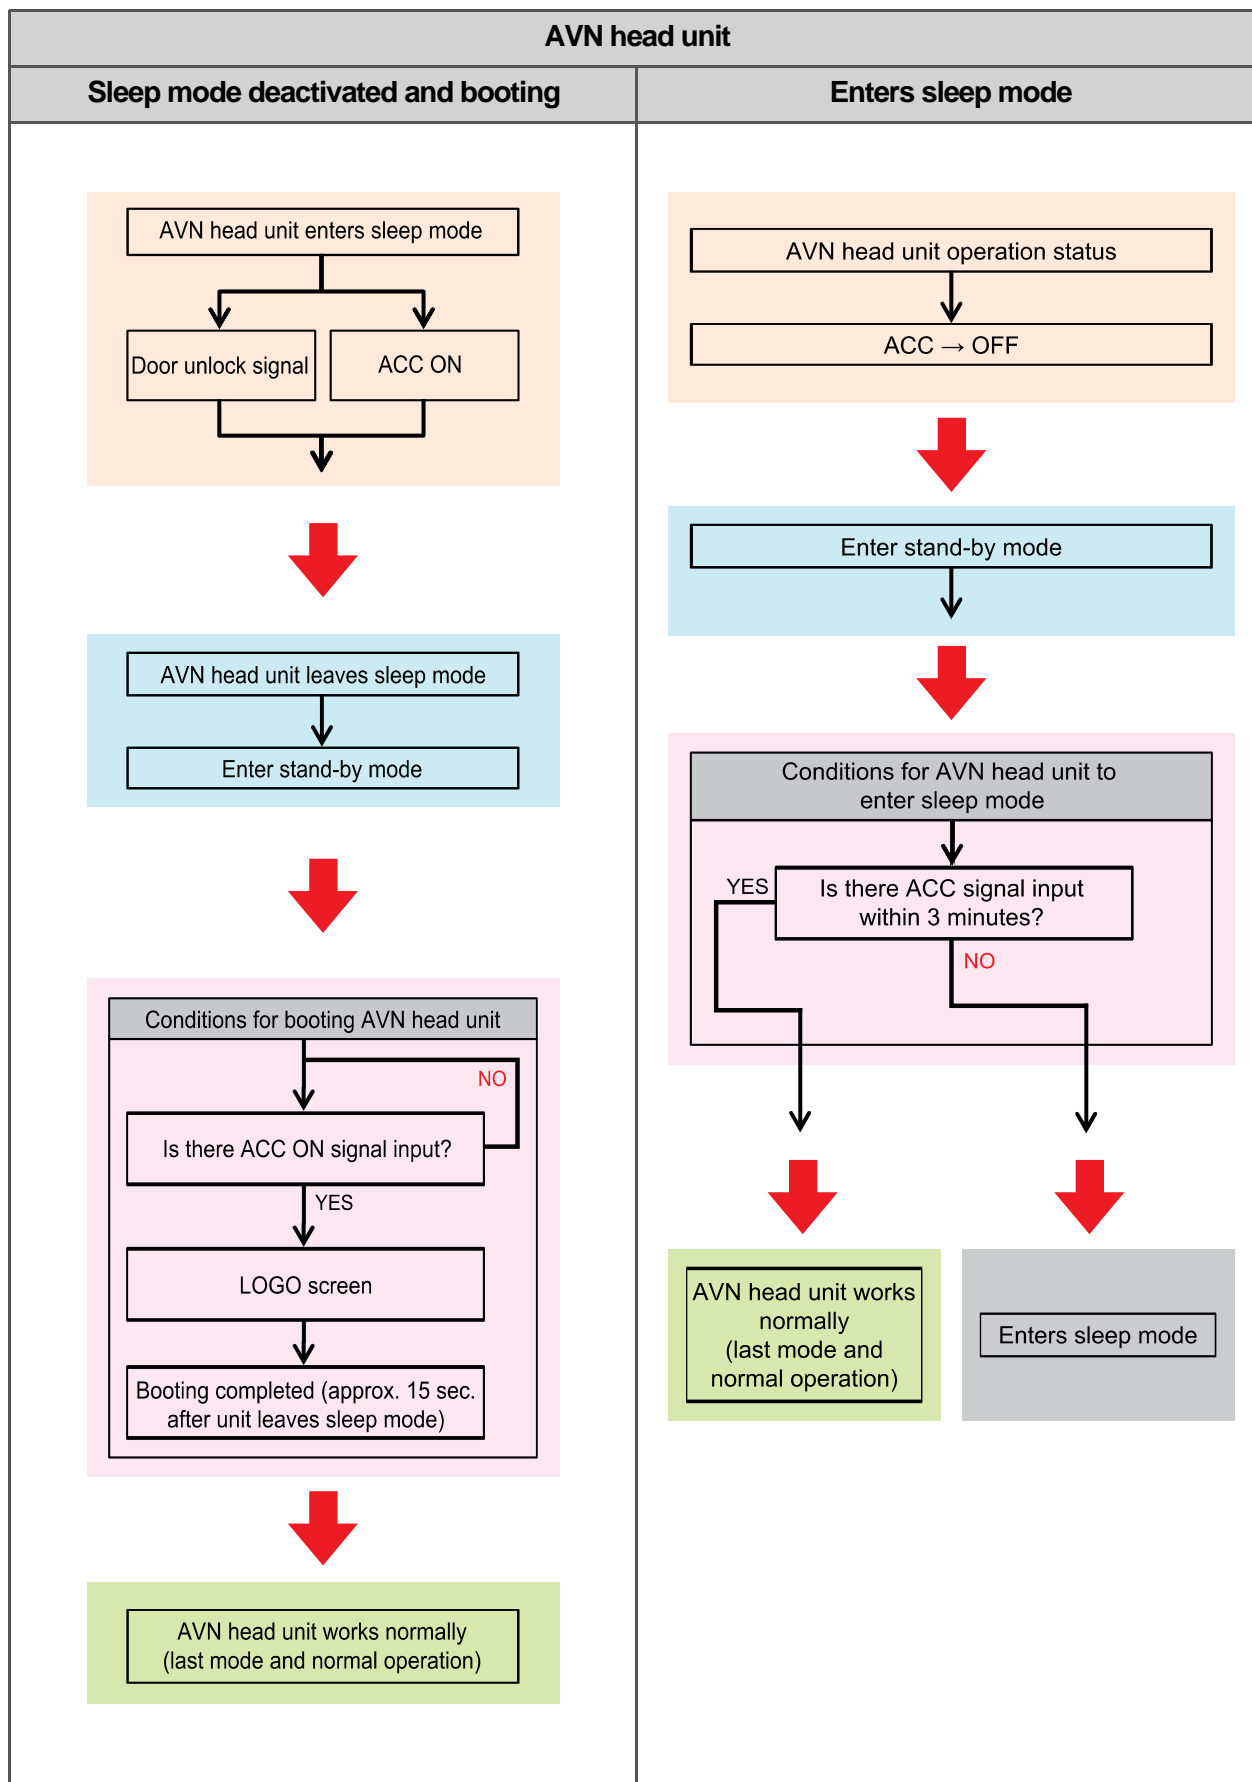 AVN head unit
Sleep mode deactivated and booting
AVN head unit enters sleep mode
Door unlock signal
ACC ON
AVN head unit leaves sleep mode
Enter stand-by mode
Conditions for booting AVN head unit
NO
Is there ACC ON signal input?
YES
LOGO screen
Booting completed (approx. 15 sec.
after unit leaves sleep mode)
AVN head unit works normally
(last mode and normal operation)
Enters sleep mode
AVN head unit operation status
ACC → OFF
Enter stand-by mode
Conditions for AVN head unit to
enter sleep mode
YES
Is there ACC signal input
within 3 minutes?
NO
AVN head unit works
normally
(last mode and
normal operation)
Enters sleep mode